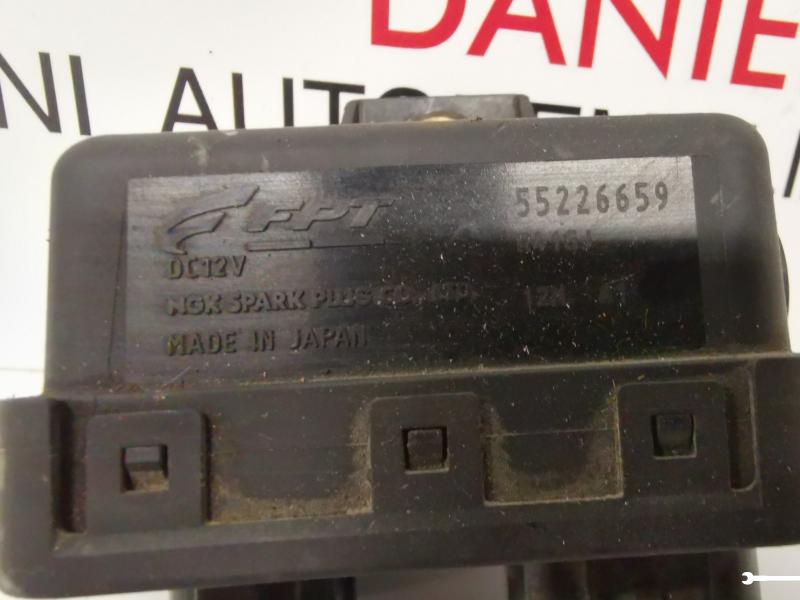 DANIE
NI AUTO
FPT
55226659
DC12V
NGK SPARK PLUG CO., LTD.
MADE IN JAPAN